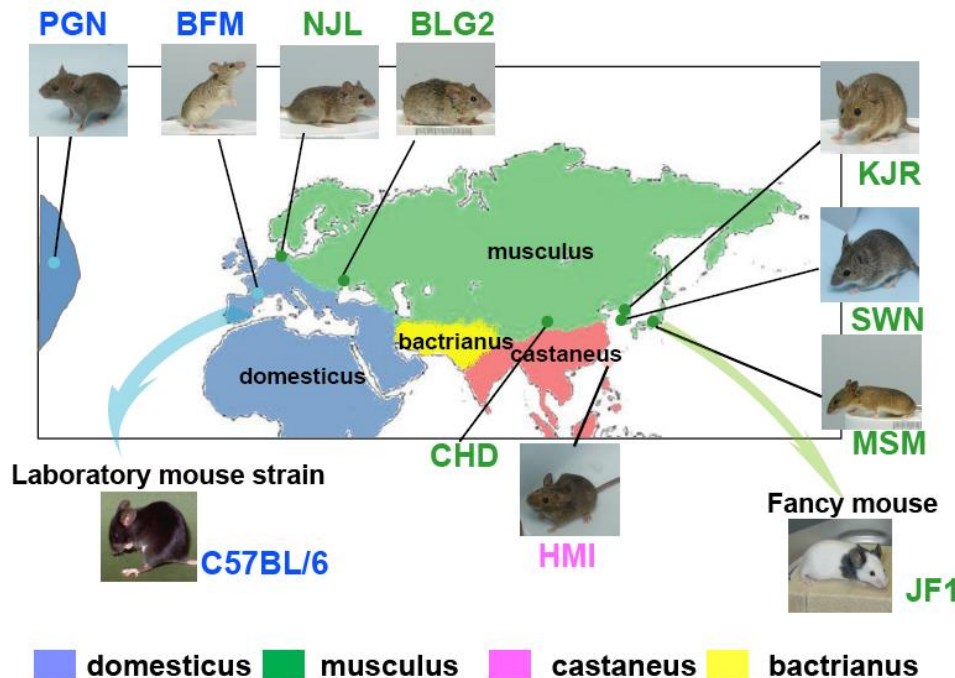 PGN BFM NJL BLG2
KJR
musculus
SWN
bactrianus
castaneus
domesticus
MSM
CHD
Laboratory mouse strain
Fancy mouse
HMI
C57BL/6
JF1
domesticus musculus castaneus bactrianus